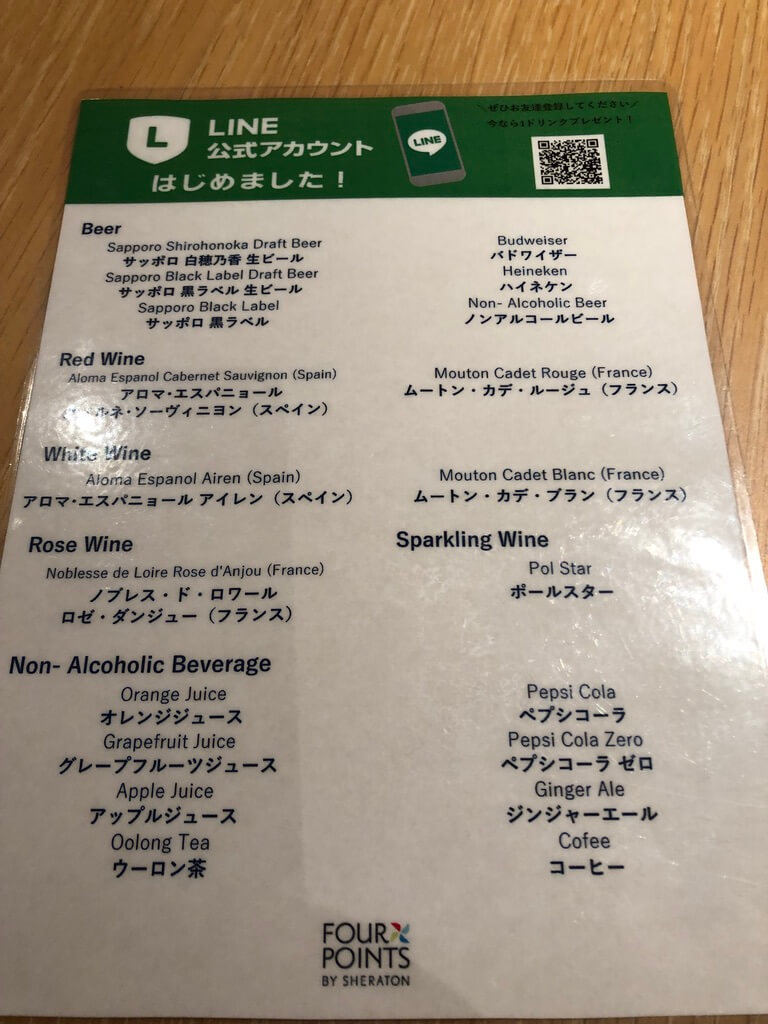 L
LINE
公式アカウント
はじめました！
LINE
＼ぜひお友達登録してください／
今なら1ドリンクプレゼント！
Beer
Sapporo Shirohonoka Draft Beer
サッポロ 白穂乃香 生ビール
Sapporo Black Label Draft Beer
サッポロ 黒ラベル 生ビール
Sapporo Black Label
サッポロ 黒ラベル
Budweiser
バドワイザー
Heineken
ハイネケン
Non- Alcoholic Beer
ノンアルコールビール
Red Wine
Aloma Espanol Cabernet Sauvignon (Spain)
アロマ・エスパニョール
カベルネ・ソーヴィニヨン（スペイン）
Mouton Cadet Rouge (France)
ムートン・カデ・ルージュ（フランス）
White Wine
Aloma Espanol Airen (Spain)
アロマ・エスパニョール アイレン（スペイン）
Mouton Cadet Blanc (France)
ムートン・カデ・ブラン（フランス）
Rose Wine
Noblesse de Loire Rose d'Anjou (France)
ノブレス・ド・ロワール
ロゼ・ダンジュー（フランス）
Sparkling Wine
Pol Star
ポールスター
Non- Alcoholic Beverage
Orange Juice
オレンジジュース
Grapefruit Juice
グレープフルーツジュース
Apple Juice
アップルジュース
Oolong Tea
ウーロン茶
Pepsi Cola
ペプシコーラ
Pepsi Cola Zero
ペプシコーラ ゼロ
Ginger Ale
ジンジャーエール
Cofee
コーヒー
FOUR
POINTS
BY SHERATON